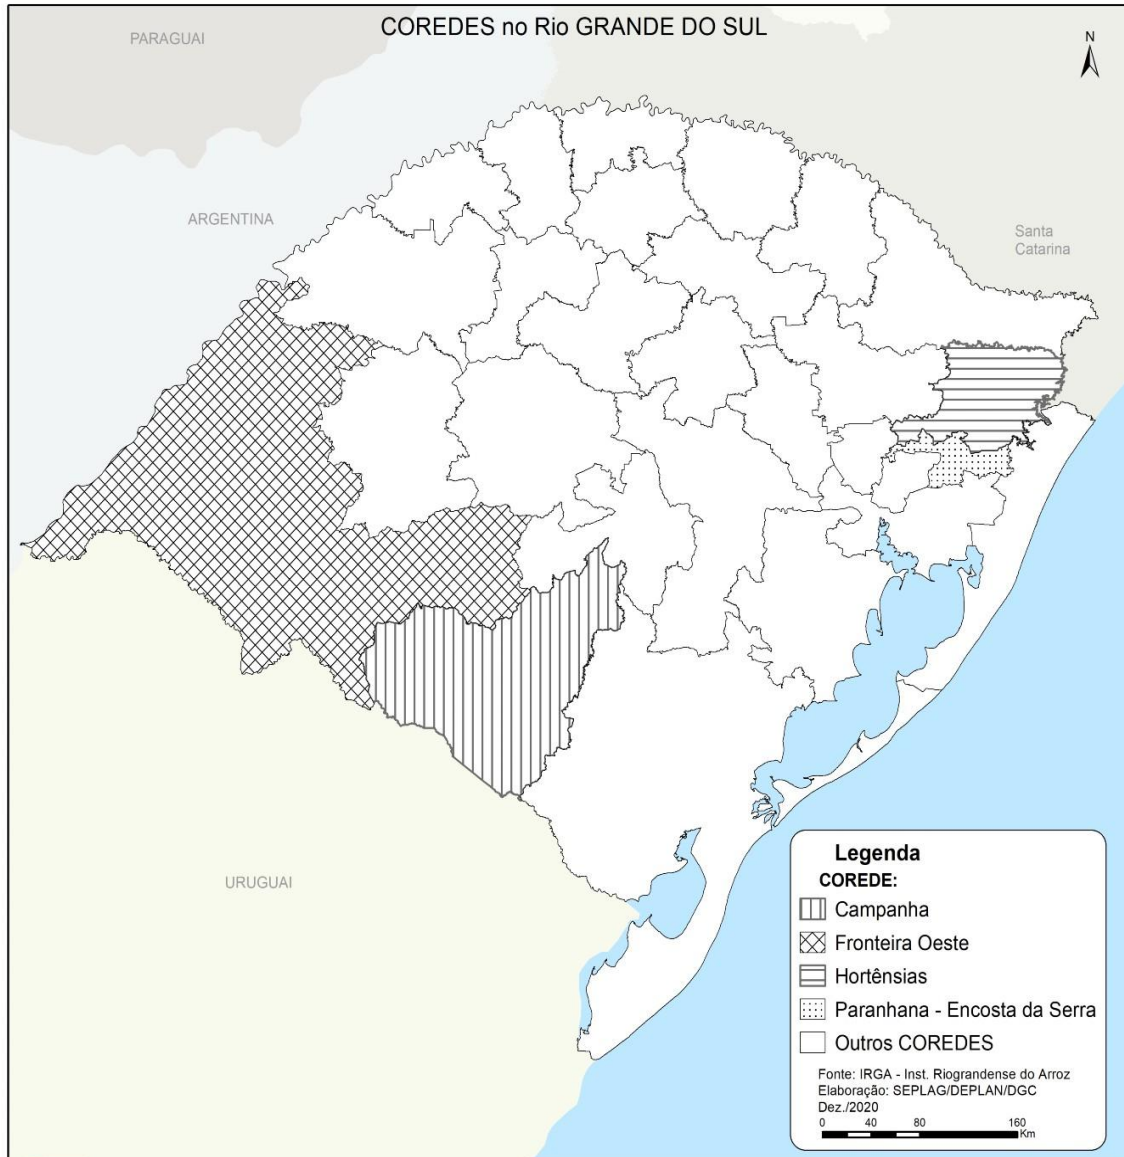 COREDES no Rio GRANDE DO SUL
PARAGUAI
N
ARGENTINA
Santa
Catarina
URUGUAI
Legenda
COREDE:
Campanha
Fronteira Oeste
Hortênsias
Paranhana - Encosta da Serra
Outros COREDES
Fonte: IRGA - Inst. Riograndense do Arroz
Elaboração: SEPLAG/DEPLAN/DGC
Dez./2020
0 40 80 160
Km